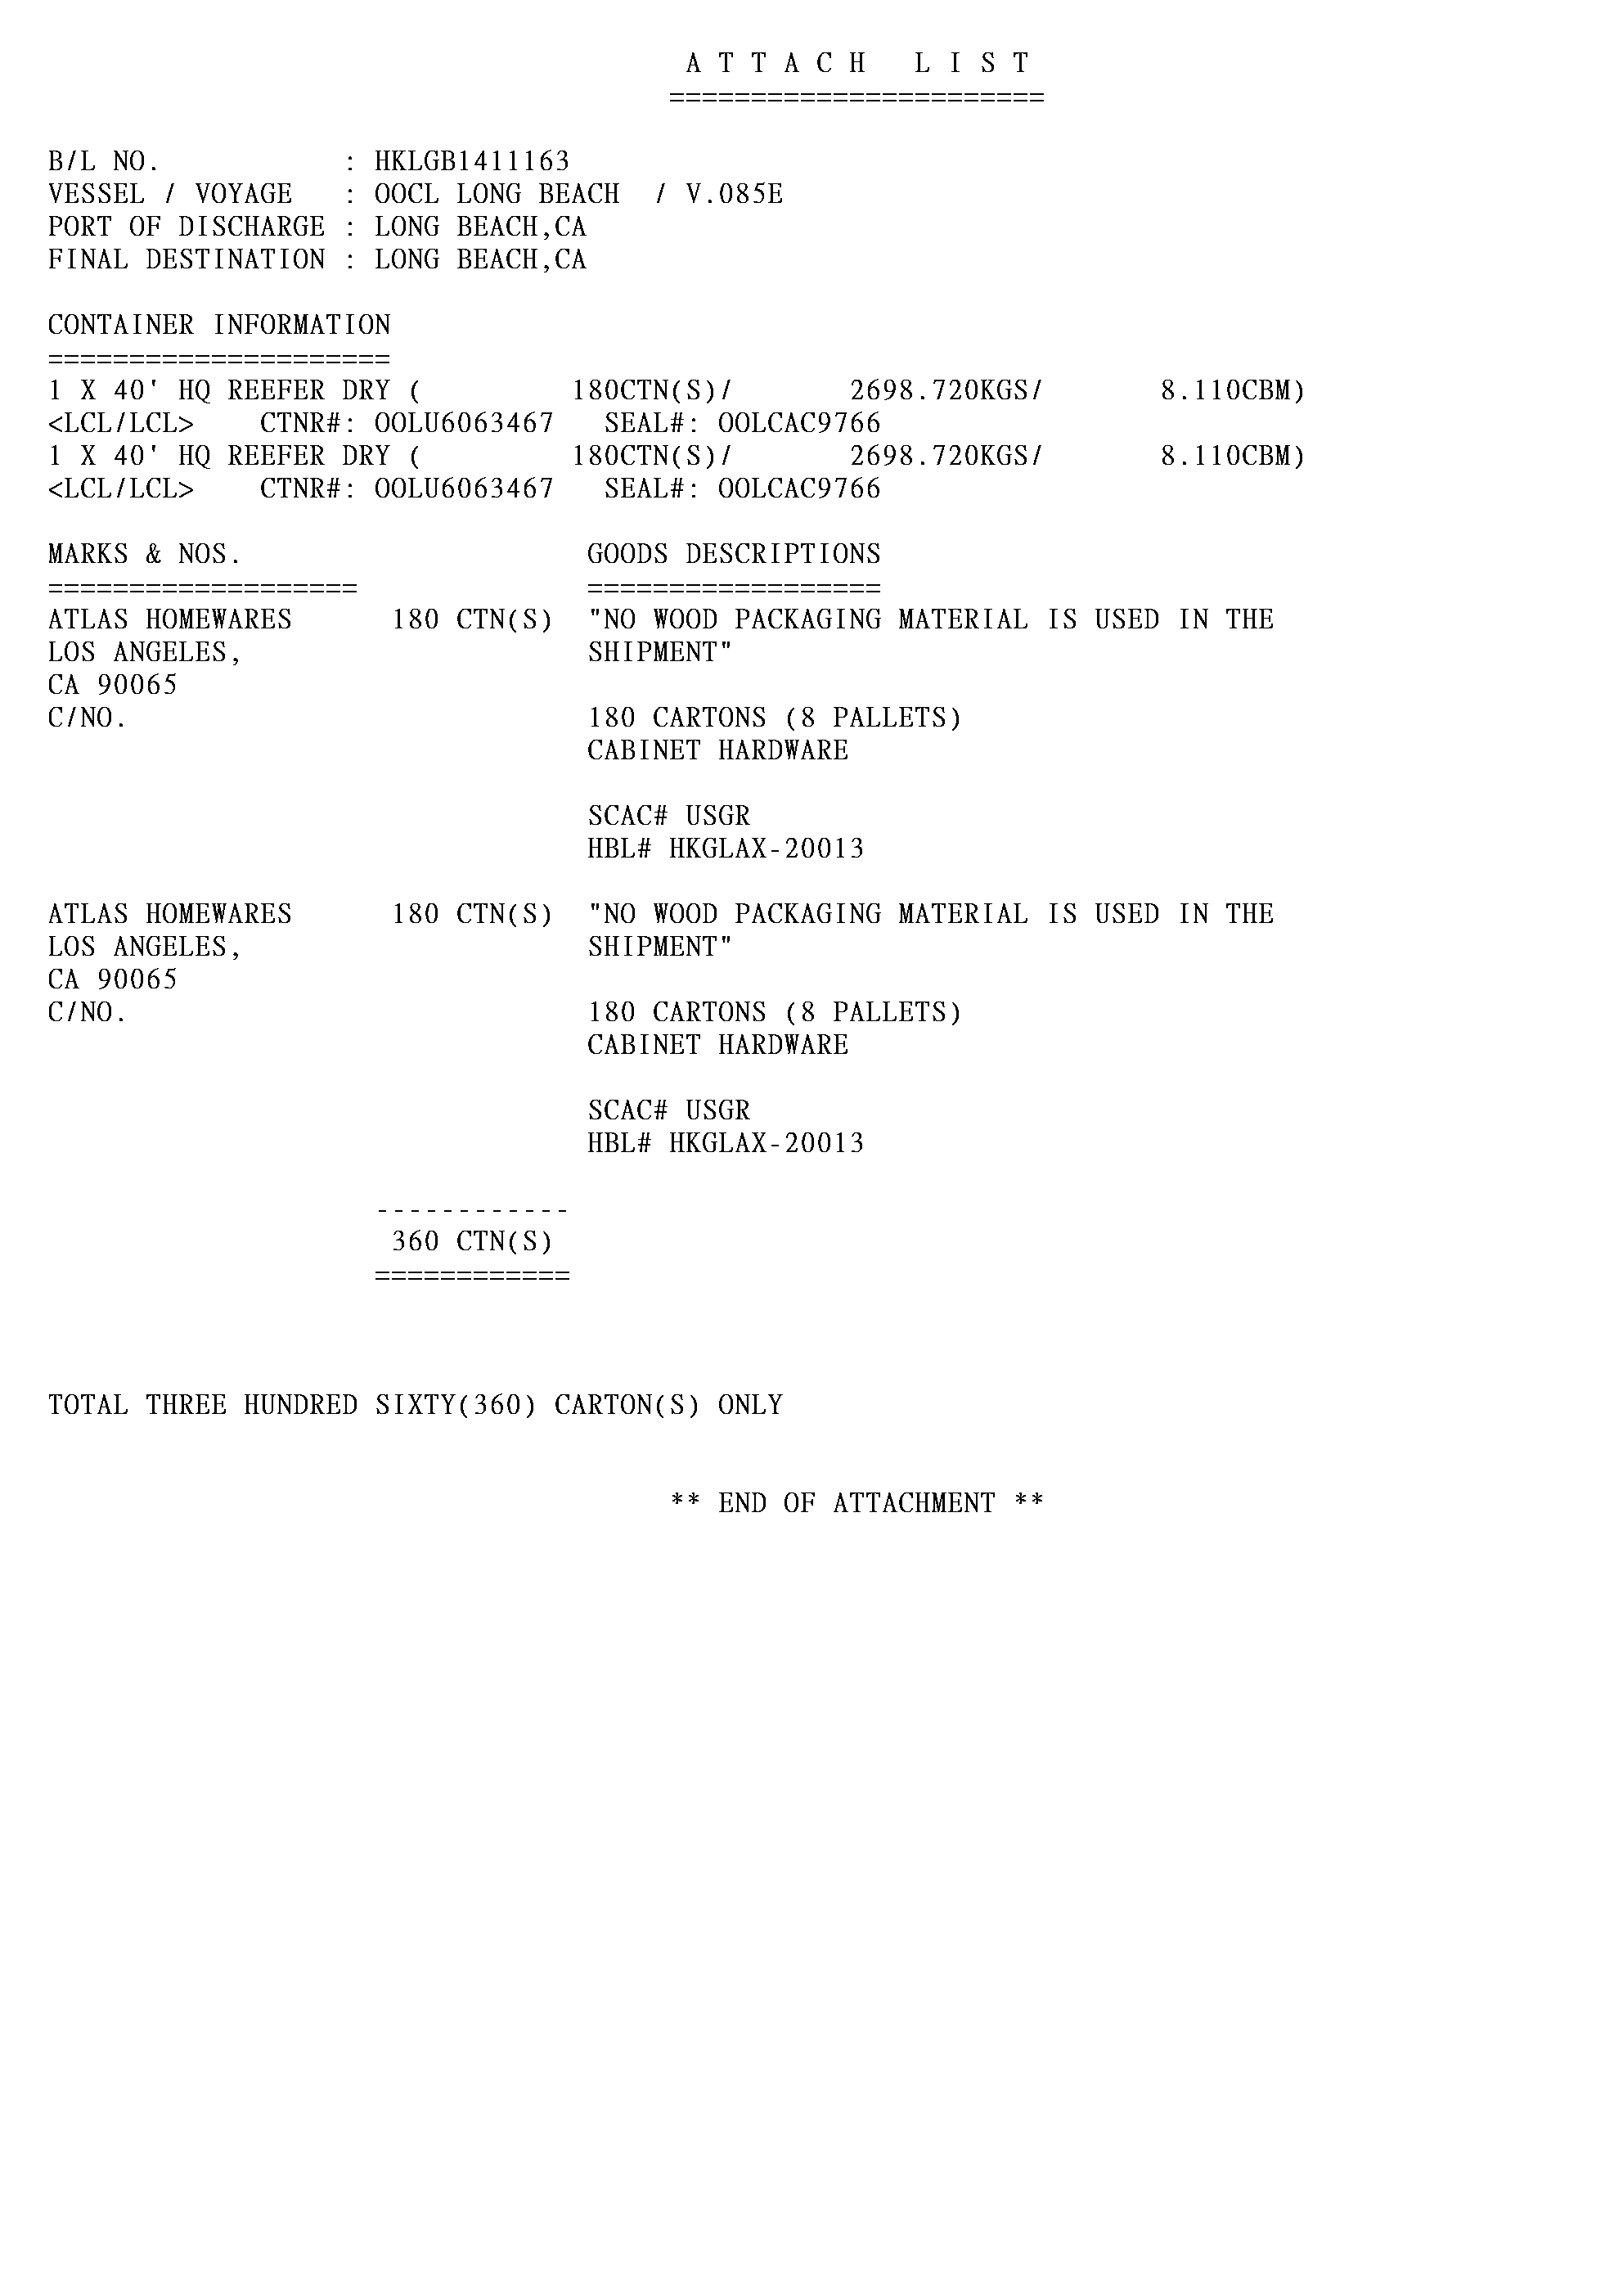 A T T A C H   L I S T
=======================
B/L NO.           : HKLGB1411163
VESSEL / VOYAGE   : OOCL LONG BEACH  / V.085E
PORT OF DISCHARGE : LONG BEACH,CA
FINAL DESTINATION : LONG BEACH,CA
CONTAINER INFORMATION
=====================
1 X 40' HQ REEFER DRY (         180CTN(S)/       2698.720KGS/       8.110CBM)
<LCL/LCL>    CTNR#: OOLU6063467   SEAL#: OOLCAC9766
1 X 40' HQ REEFER DRY (         180CTN(S)/       2698.720KGS/       8.110CBM)
<LCL/LCL>    CTNR#: OOLU6063467   SEAL#: OOLCAC9766
MARKS & NOS.                     GOODS DESCRIPTIONS
===================              ==================
ATLAS HOMEWARES      180 CTN(S)  "NO WOOD PACKAGING MATERIAL IS USED IN THE
LOS ANGELES,                     SHIPMENT"
CA 90065
C/NO.                            180 CARTONS (8 PALLETS)
CABINET HARDWARE
SCAC# USGR
HBL# HKGLAX-20013
ATLAS HOMEWARES      180 CTN(S)  "NO WOOD PACKAGING MATERIAL IS USED IN THE
LOS ANGELES,                     SHIPMENT"
CA 90065
C/NO.                            180 CARTONS (8 PALLETS)
CABINET HARDWARE
SCAC# USGR
HBL# HKGLAX-20013
------------
360 CTN(S)
============
TOTAL THREE HUNDRED SIXTY(360) CARTON(S) ONLY
** END OF ATTACHMENT **